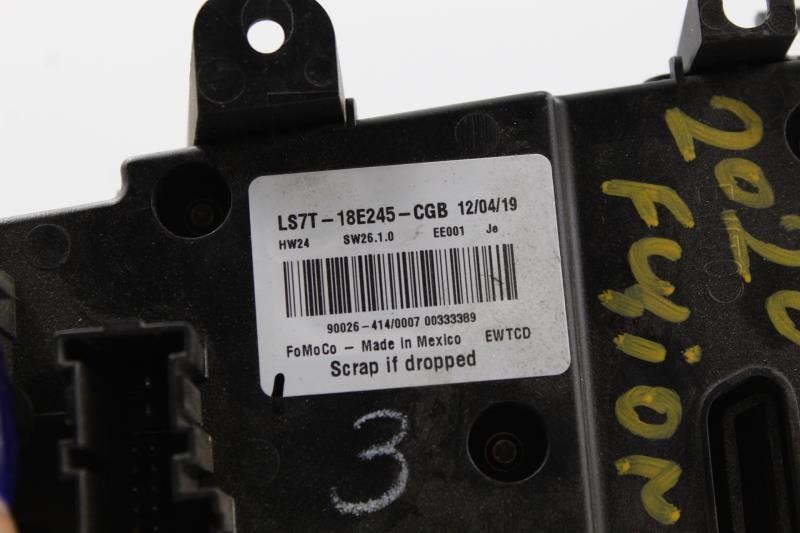 LS7T-18E245-CGB 12/04/19
HW24 SW26.1.0 EE001 Je
90026-414/0007 00333389
FoMoCo - Made in Mexico EWTCD
Scrap if dropped
3
2020
Fusion